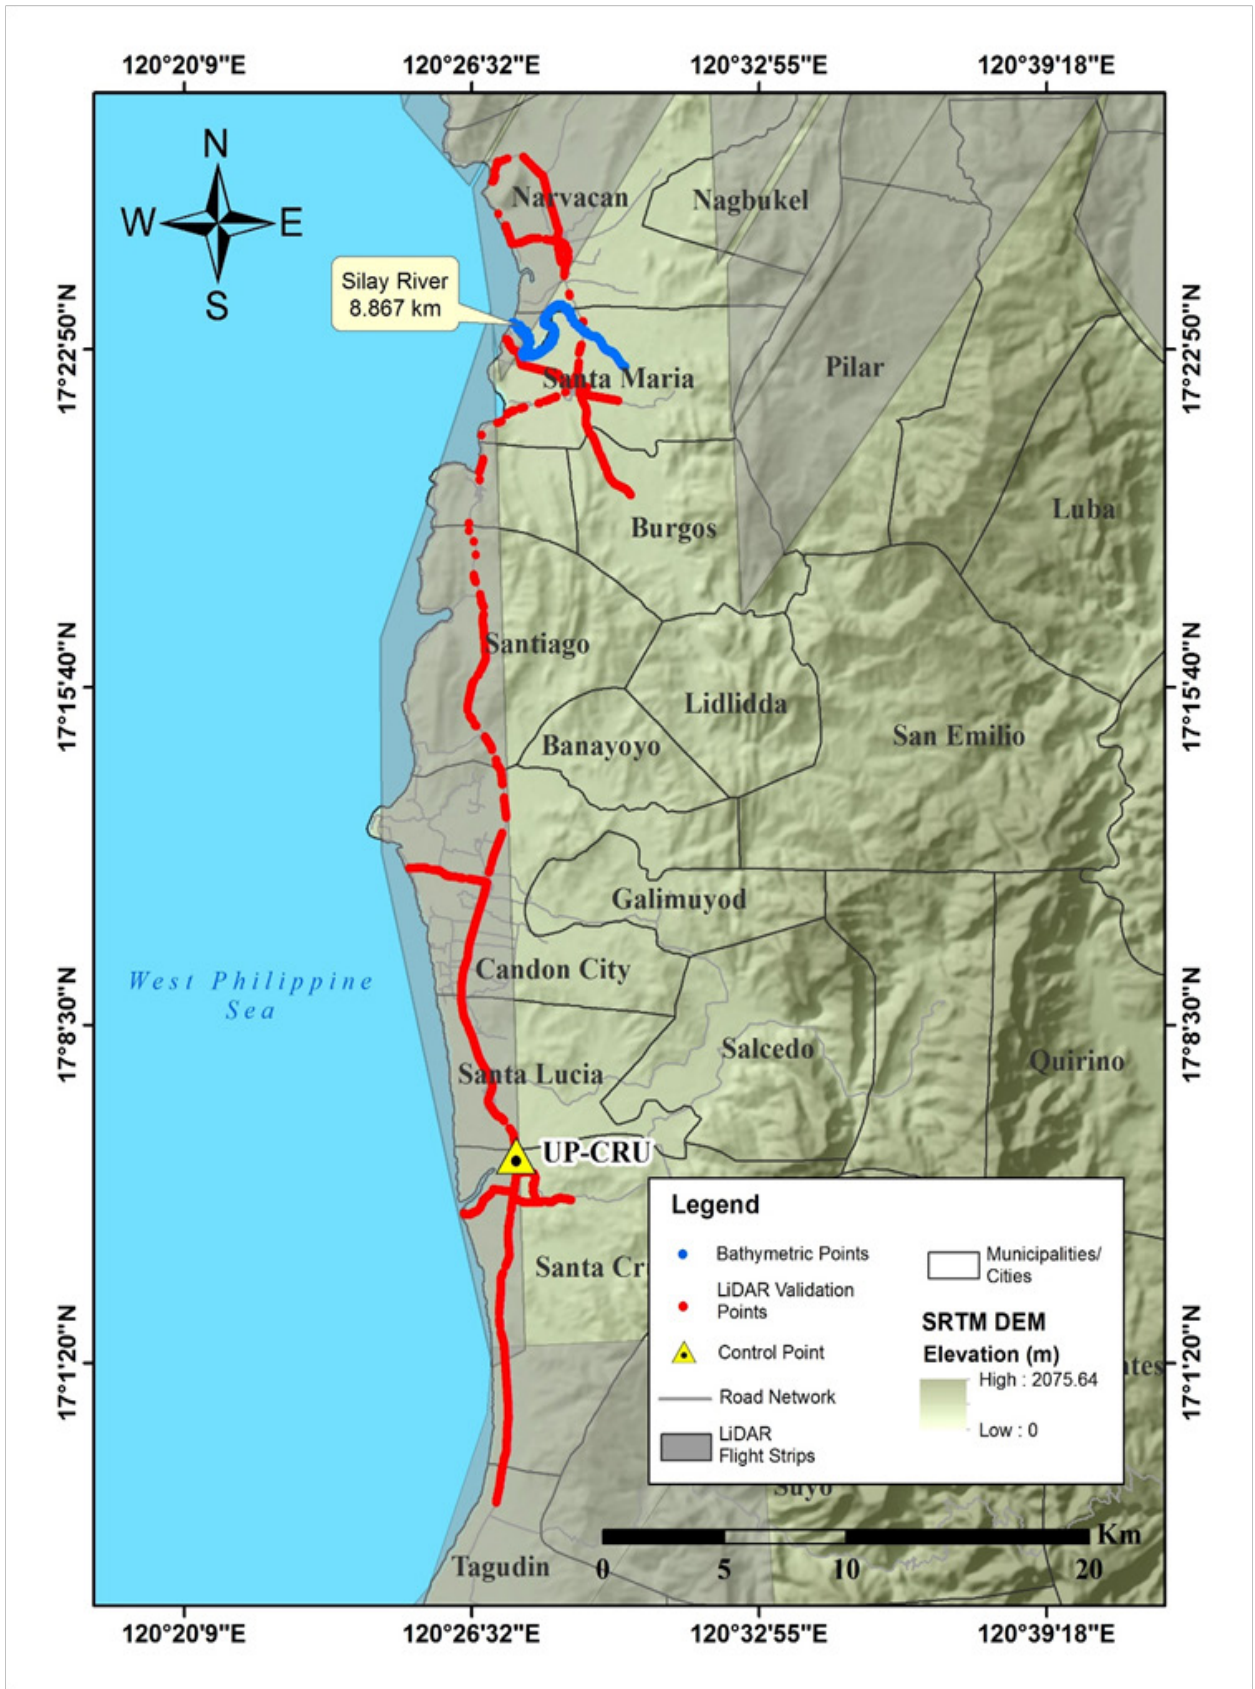 120°20'9"E
120°26'32"E
120°32'55"E
120°39'18"E
N
W
E
S
Narvacan
Nagbukel
Silay River
8.867 km
17°22'50"N
17°22'50"N
Pilar
Santa Maria
Luba
Burgos
Santiago
17°15'40"N
17°15'40"N
Lidlidda
San Emilio
Banayoyo
Galimuyod
Candon City
West Philippine
Sea
17°8'30"N
17°8'30"N
Salcedo
Quirino
Santa Lucia
UP-CRU
Santa Cr
Legend
Bathymetric Points
LiDAR Validation
Points
Control Point
Road Network
LiDAR
Flight Strips
Municipalities/
Cities
SRTM DEM
Elevation (m)
High : 2075.64
Low : 0
17°1'20"N
17°1'20"N
ntes
Suyo
Km
0
5
10
20
Tagudin
120°20'9"E
120°26'32"E
120°32'55"E
120°39'18"E